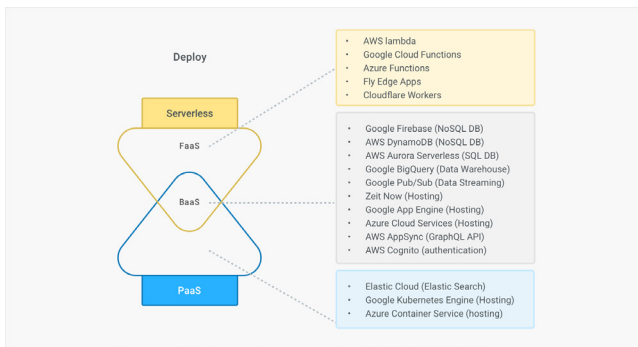 Deploy
Serverless
FaaS
BaaS
PaaS
• AWS lambda
• Google Cloud Functions
• Azure Functions
• Fly Edge Apps
• Cloudflare Workers
• Google Firebase (NoSQL DB)
• AWS DynamoDB (NoSQL DB)
• AWS Aurora Serverless (SQL DB)
• Google BigQuery (Data Warehouse)
• Google Pub/Sub (Data Streaming)
• Zeit Now (Hosting)
• Google App Engine (Hosting)
• Azure Cloud Services (Hosting)
• AWS AppSync (GraphQL API)
• AWS Cognito (authentication)
• Elastic Cloud (Elastic Search)
• Google Kubernetes Engine (Hosting)
• Azure Container Service (hosting)